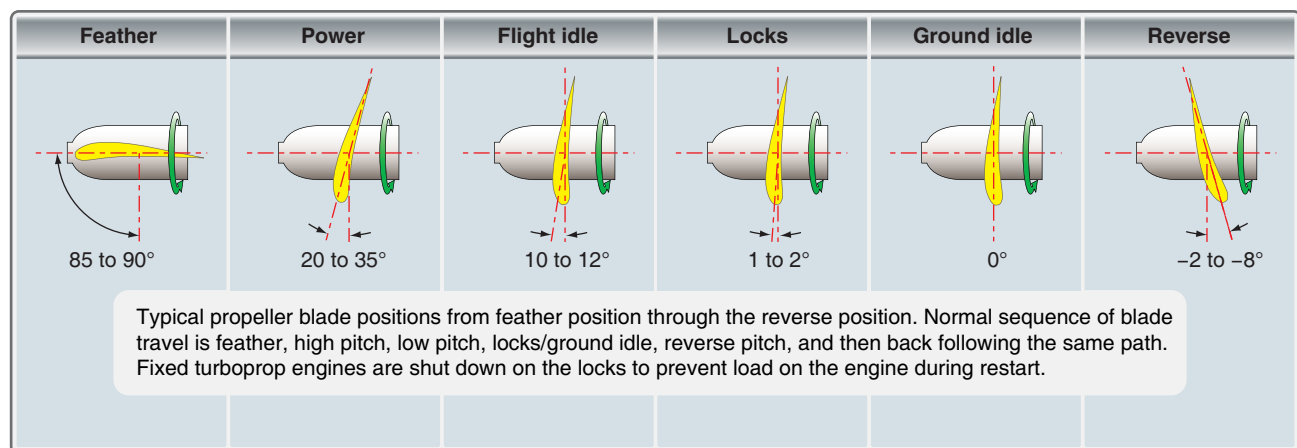 Feather
Power
Flight idle
Locks
Ground idle
Reverse
85 to 90°
20 to 35°
10 to 12°
1 to 2°
0°
−2 to −8°
Typical propeller blade positions from feather position through the reverse position. Normal sequence of blade
travel is feather, high pitch, low pitch, locks/ground idle, reverse pitch, and then back following the same path.
Fixed turboprop engines are shut down on the locks to prevent load on the engine during restart.